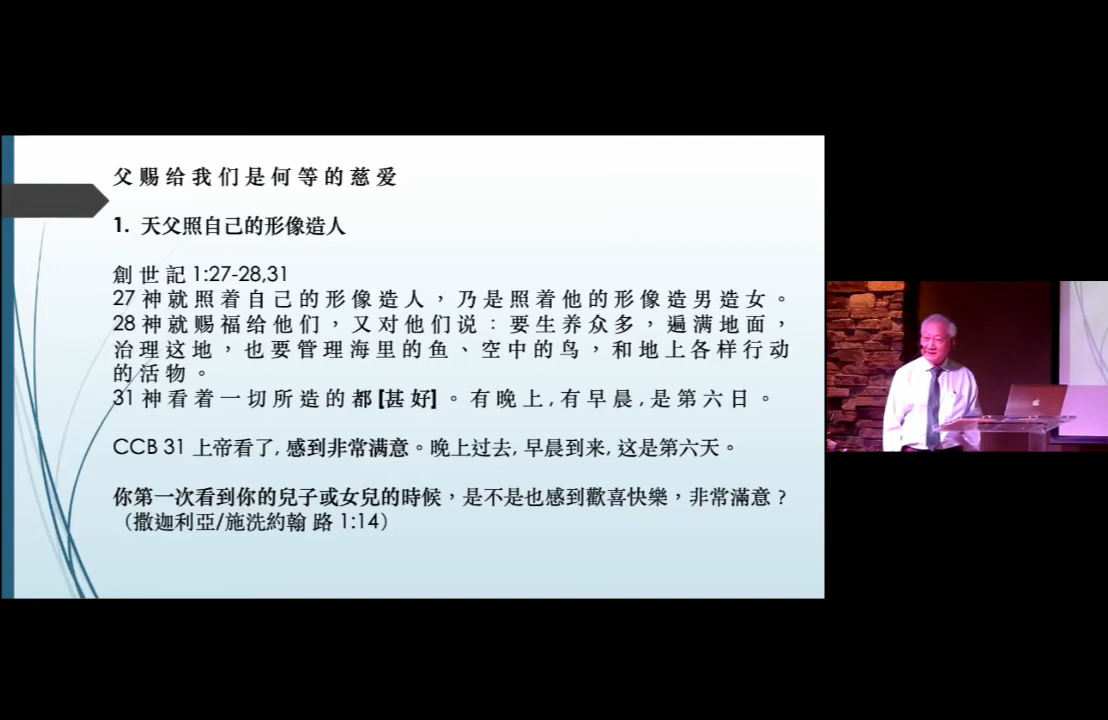 父赐给我们是何等的慈爱
1. 天父照自己的形像造人
創世記 1:27-28,31
27 神就照着自己的形像造人，乃是照着他的形像造男造女。
28 神就赐福给他们，又对他们说：要生养众多，遍满地面，
治理这地，也要管理海里的鱼、空中的鸟，和地上各样行动
的活物。
31 神看着一切所造的都 [甚好] 。有晚上,有早晨,是第六日。
CCB 31 上帝看了, 感到非常满意。晚上过去, 早晨到来, 这是第六天。
你第一次看到你的兒子或女兒的時候，是不是也感到歡喜快樂，非常滿意？
（撒迦利亞/施洗約翰 路 1:14）